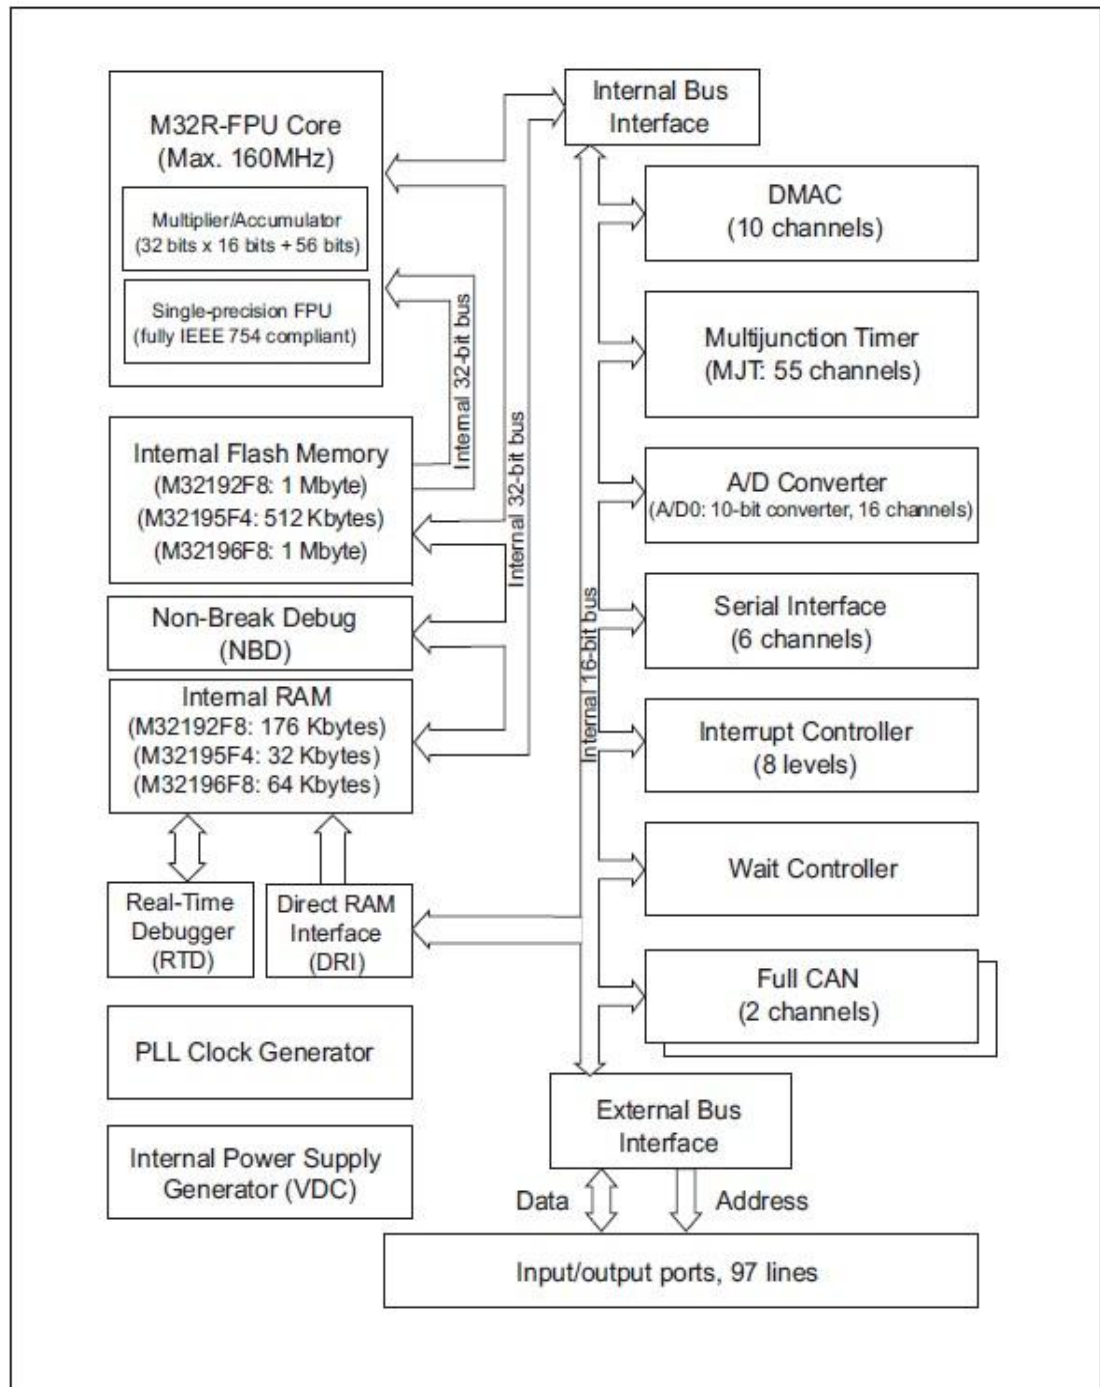 M32R-FPU Core
(Max. 160MHz)
Multiplier/Accumulator
(32 bits x 16 bits + 56 bits)
Single-precision FPU
(fully IEEE 754 compliant)
Internal Flash Memory
(M32192F8: 1 Mbyte)
(M32195F4: 512 Kbytes)
(M32196F8: 1 Mbyte)
Non-Break Debug
(NBD)
Internal RAM
(M32192F8: 176 Kbytes)
(M32195F4: 32 Kbytes)
(M32196F8: 64 Kbytes)
Real-Time
Debugger
(RTD)
Direct RAM
Interface
(DRI)
PLL Clock Generator
Internal Power Supply
Generator (VDC)
Internal 32-bit bus
Internal 32-bit bus
Internal 16-bit bus
Internal Bus
Interface
DMAC
(10 channels)
Multijunction Timer
(MJT: 55 channels)
A/D Converter
(A/D0: 10-bit converter, 16 channels)
Serial Interface
(6 channels)
Interrupt Controller
(8 levels)
Wait Controller
Full CAN
(2 channels)
External Bus
Interface
Data
Address
Input/output ports, 97 lines